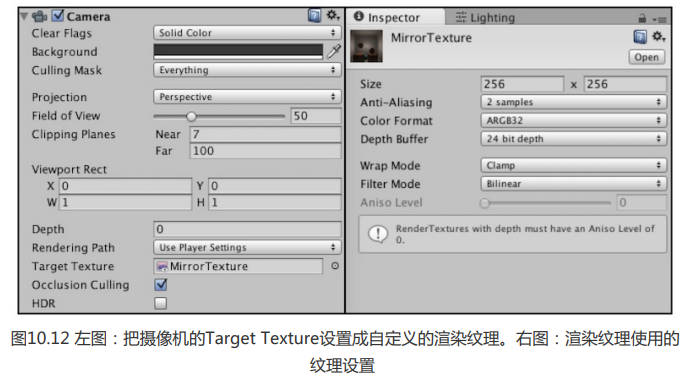 Camera
Clear Flags Solid Color
Background
Culling Mask Everything
Projection Perspective
Field of View 50
Clipping Planes Near 7
Far 100
Viewport Rect
X 0 Y 0
W 1 H 1
Depth 0
Rendering Path Use Player Settings
Target Texture MirrorTexture
Occlusion Culling
HDR
Inspector Lighting
MirrorTexture
Open
Size 256 x 256
Anti-Aliasing 2 samples
Color Format ARGB32
Depth Buffer 24 bit depth
Wrap Mode Clamp
Filter Mode Bilinear
Aniso Level 0
RenderTextures with depth must have an Aniso Level of
0.
图10.12 左图：把摄像机的Target Texture设置成自定义的渲染纹理。右图：渲染纹理使用的
纹理设置